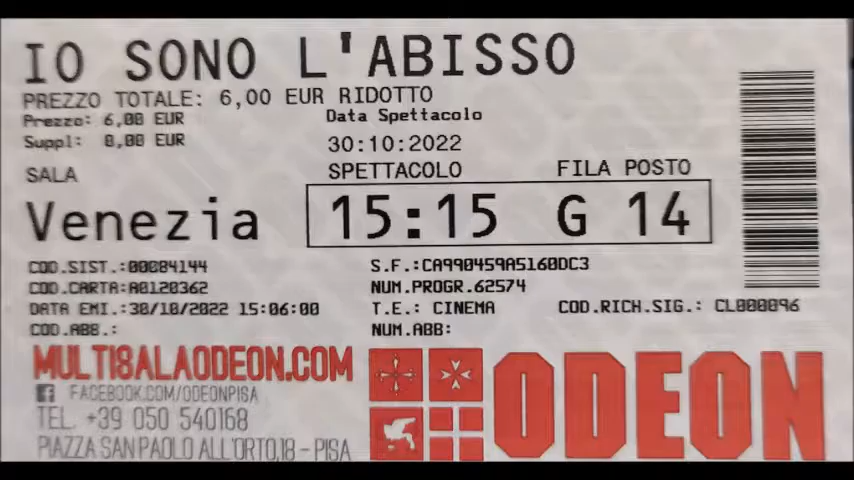 IO SONO L'ABISSO
PREZZO TOTALE: 6,00 EUR RIDOTTO
Prezzo: 6,00 EUR
Suppl: 0,00 EUR
Data Spettacolo
30:10:2022
SALA
SPETTACOLO
FILA POSTO
Venezia
15:15 G 14
COD.SIST.:00084144
S.F.:CA990459A5160DC3
COD.CARTA:A0120362
NUM.PROGR.62574
DATA EMI.:30/10/2022 15:06:00
T.E.: CINEMA
COD.RICH.SIG.: CL000096
COD.ABB.:
NUM.ABB:
MULTISALAODEON.COM
FACEBOOK.COM/ODEONPISA
TEL. +39 050 540168
PIAZZA SAN PAOLO ALL'ORTO,18 - PISA
ODEON